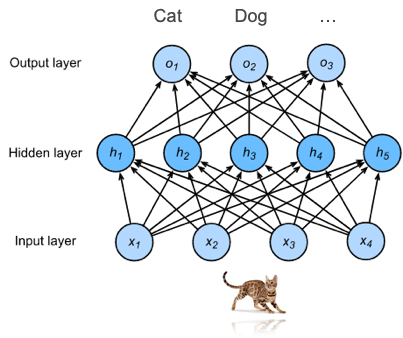 Cat Dog ...
Output layer o1 o2 o3
Hidden layer h1 h2 h3 h4 h5
Input layer x1 x2 x3 x4